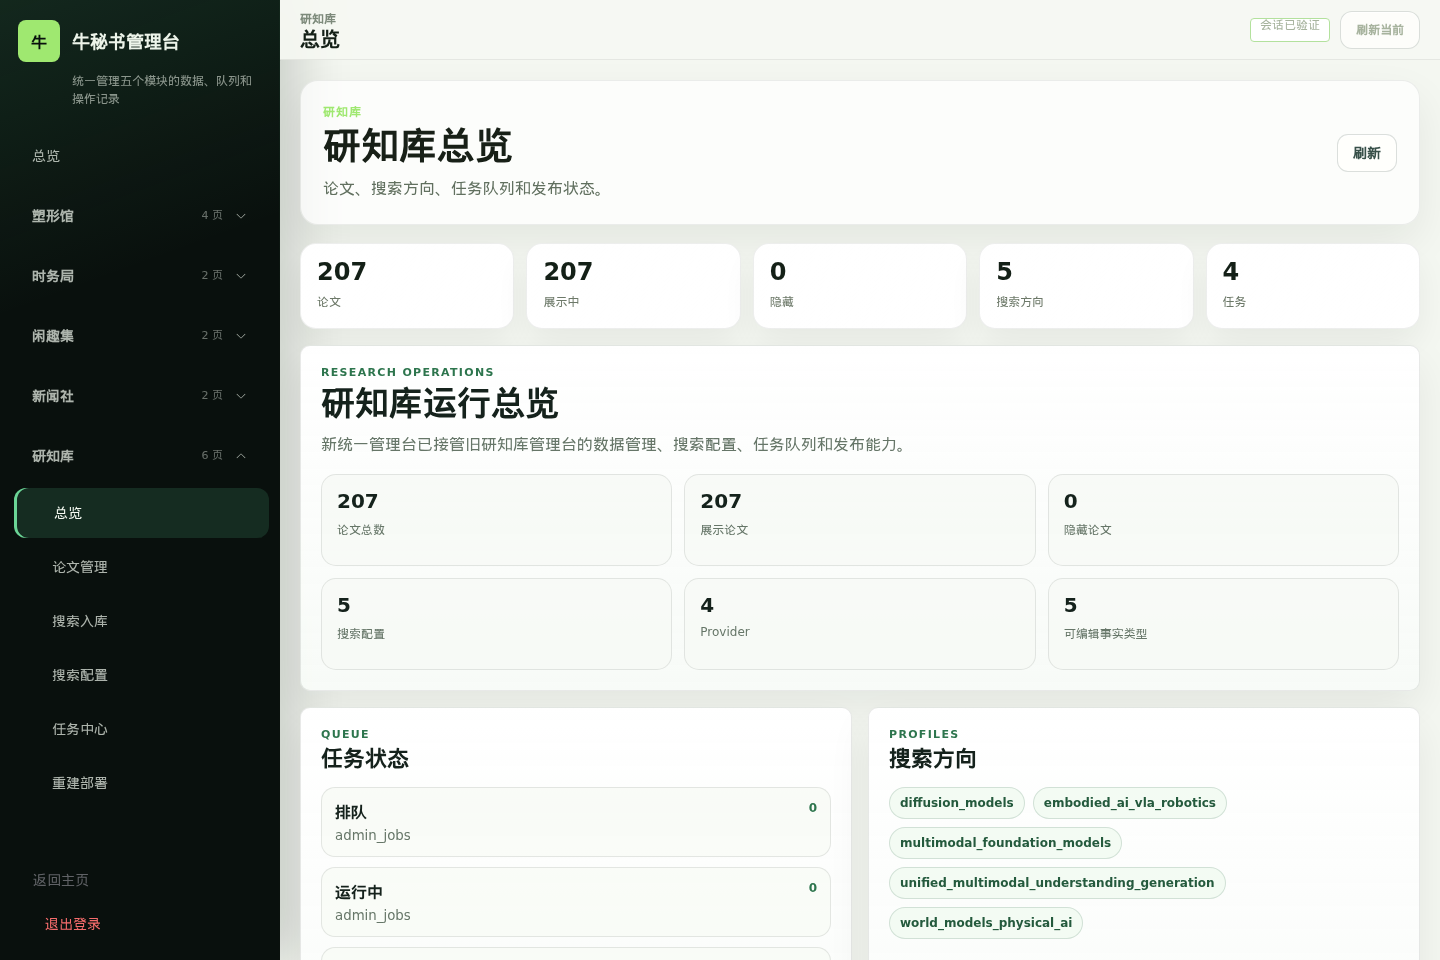 牛
牛秘书管理台
统一管理五个模块的数据、队列和
操作记录
总览
塑形馆
4 页
时务局
2 页
闲趣集
2 页
新闻社
2 页
研知库
6 页
总览
论文管理
搜索入库
搜索配置
任务中心
重建部署
返回主页
退出登录
研知库
总览
会话已验证
刷新当前
研知库
研知库总览
论文、搜索方向、任务队列和发布状态。
刷新
207
论文
207
展示中
0
隐藏
5
搜索方向
4
任务
RESEARCH OPERATIONS
研知库运行总览
新统一管理台已接管旧研知库管理台的数据管理、搜索配置、任务队列和发布能力。
207
论文总数
207
展示论文
0
隐藏论文
5
搜索配置
4
Provider
5
可编辑事实类型
QUEUE
任务状态
排队
0
admin_jobs
运行中
0
admin_jobs
PROFILES
搜索方向
diffusion_models
embodied_ai_vla_robotics
multimodal_foundation_models
unified_multimodal_understanding_generation
world_models_physical_ai